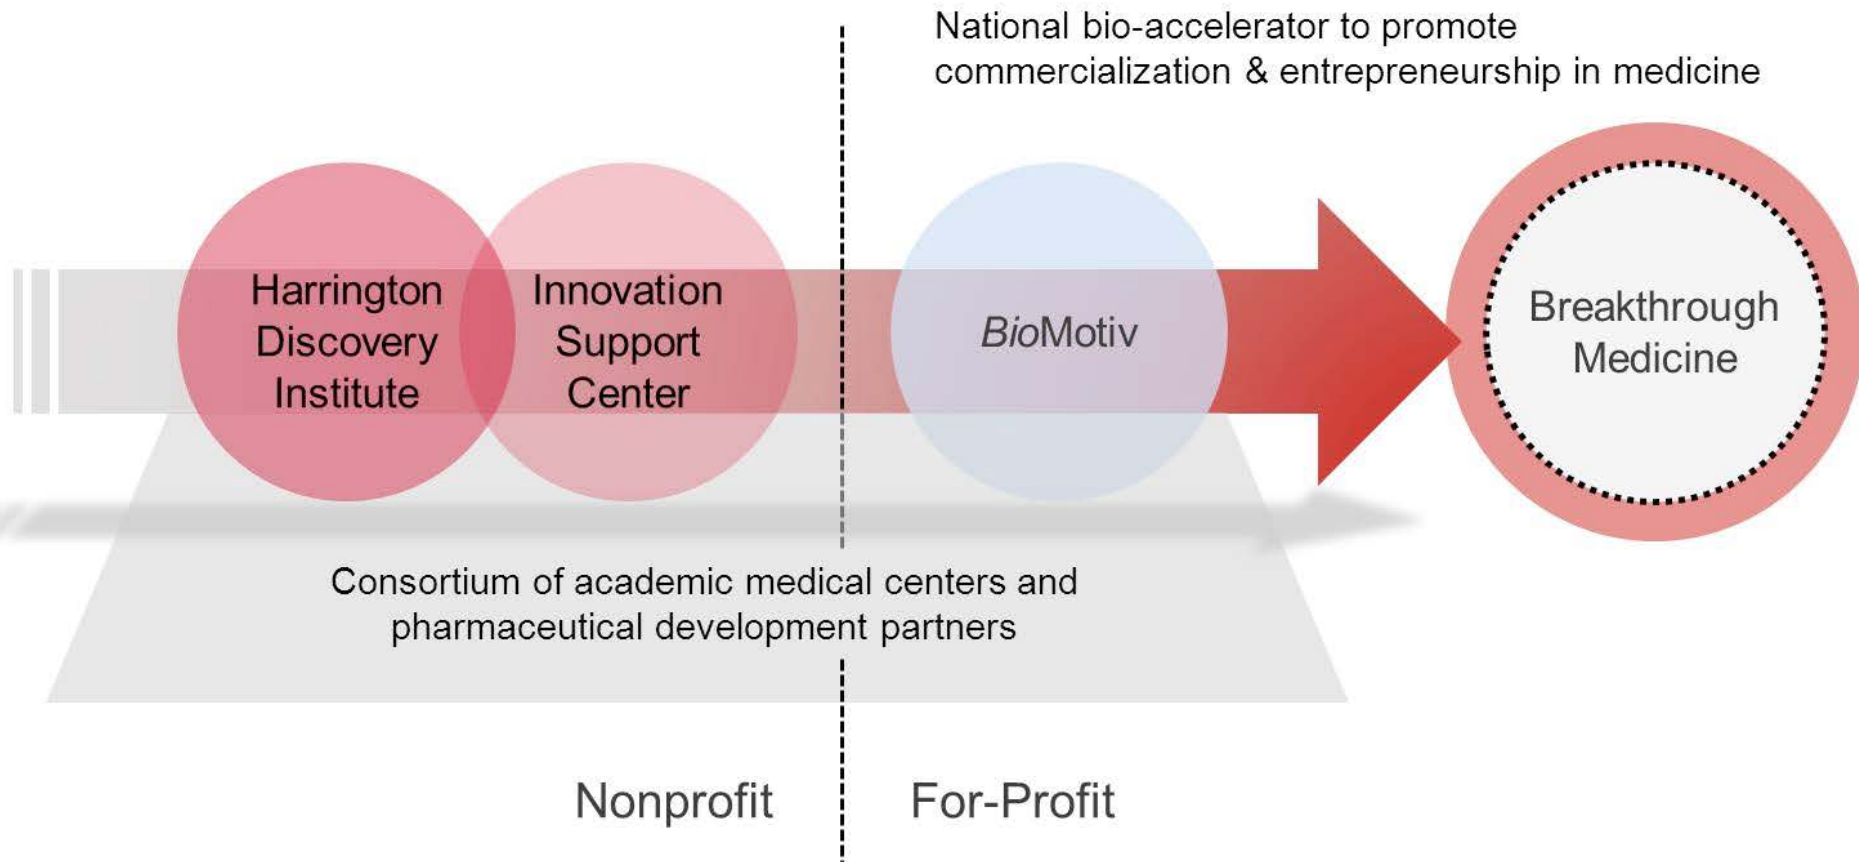 National bio-accelerator to promote
commercialization & entrepreneurship in medicine
Harrington
Discovery
Institute
Innovation
Support
Center
BioMotiv
Breakthrough
Medicine
Consortium of academic medical centers and
pharmaceutical development partners
Nonprofit
For-Profit